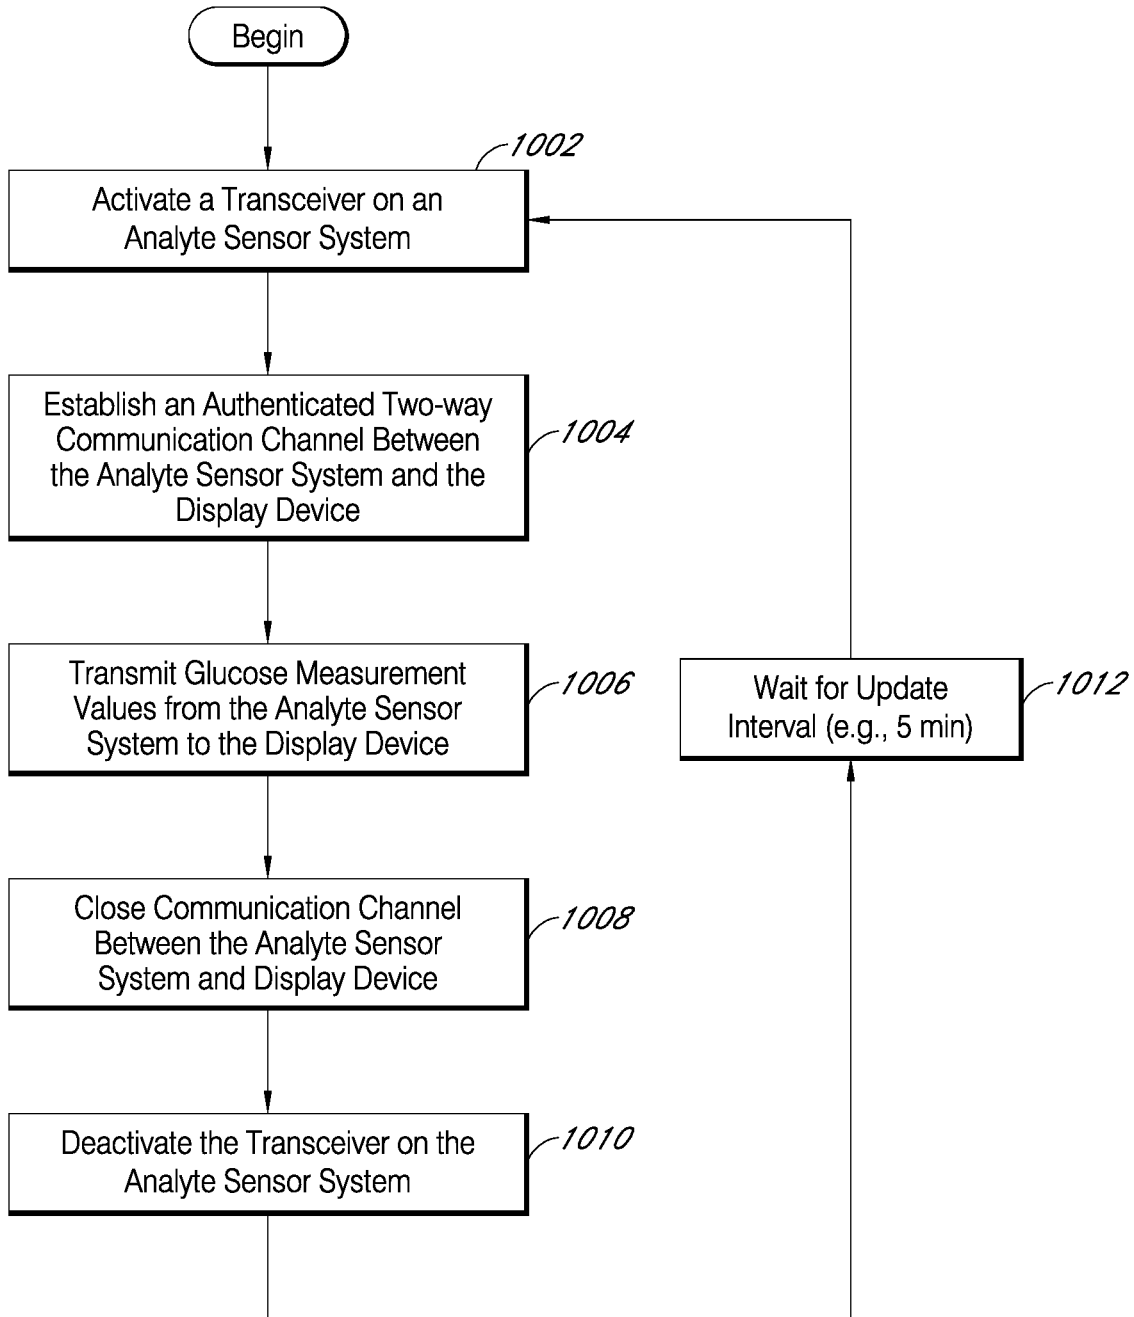 Begin
1002
Activate a Transceiver on an
Analyte Sensor System
Establish an Authenticated Two-way
Communication Channel Between
the Analyte Sensor System and the
Display Device
1004
Transmit Glucose Measurement
Values from the Analyte Sensor
System to the Display Device
1006
Wait for Update
Interval (e.g., 5 min)
1012
Close Communication Channel
Between the Analyte Sensor
System and Display Device
1008
Deactivate the Transceiver on the
Analyte Sensor System
1010